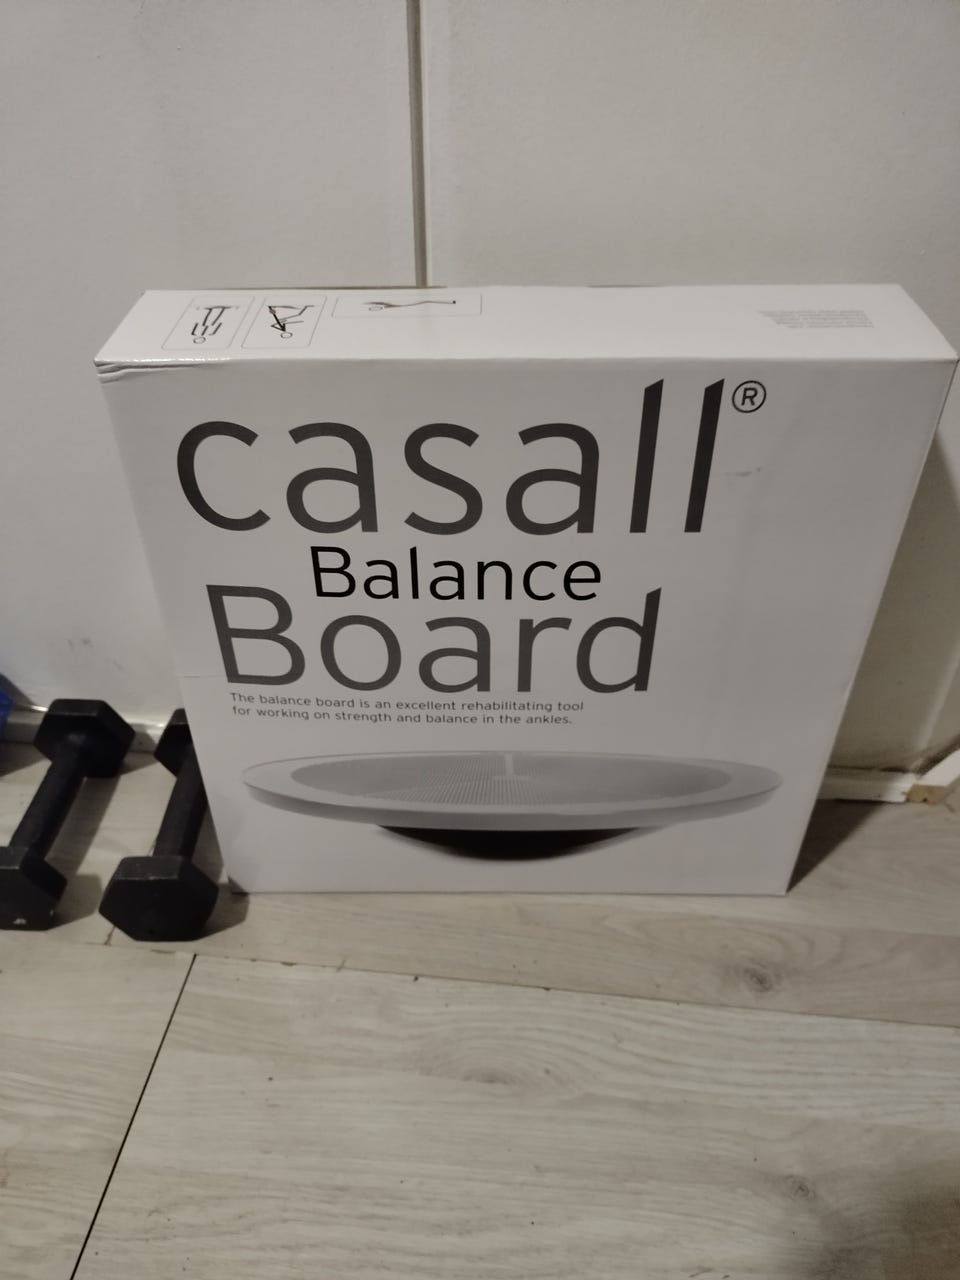 casall®
Balance
Board
The balance board is an excellent rehabilitating tool
for working on strength and balance in the ankles.